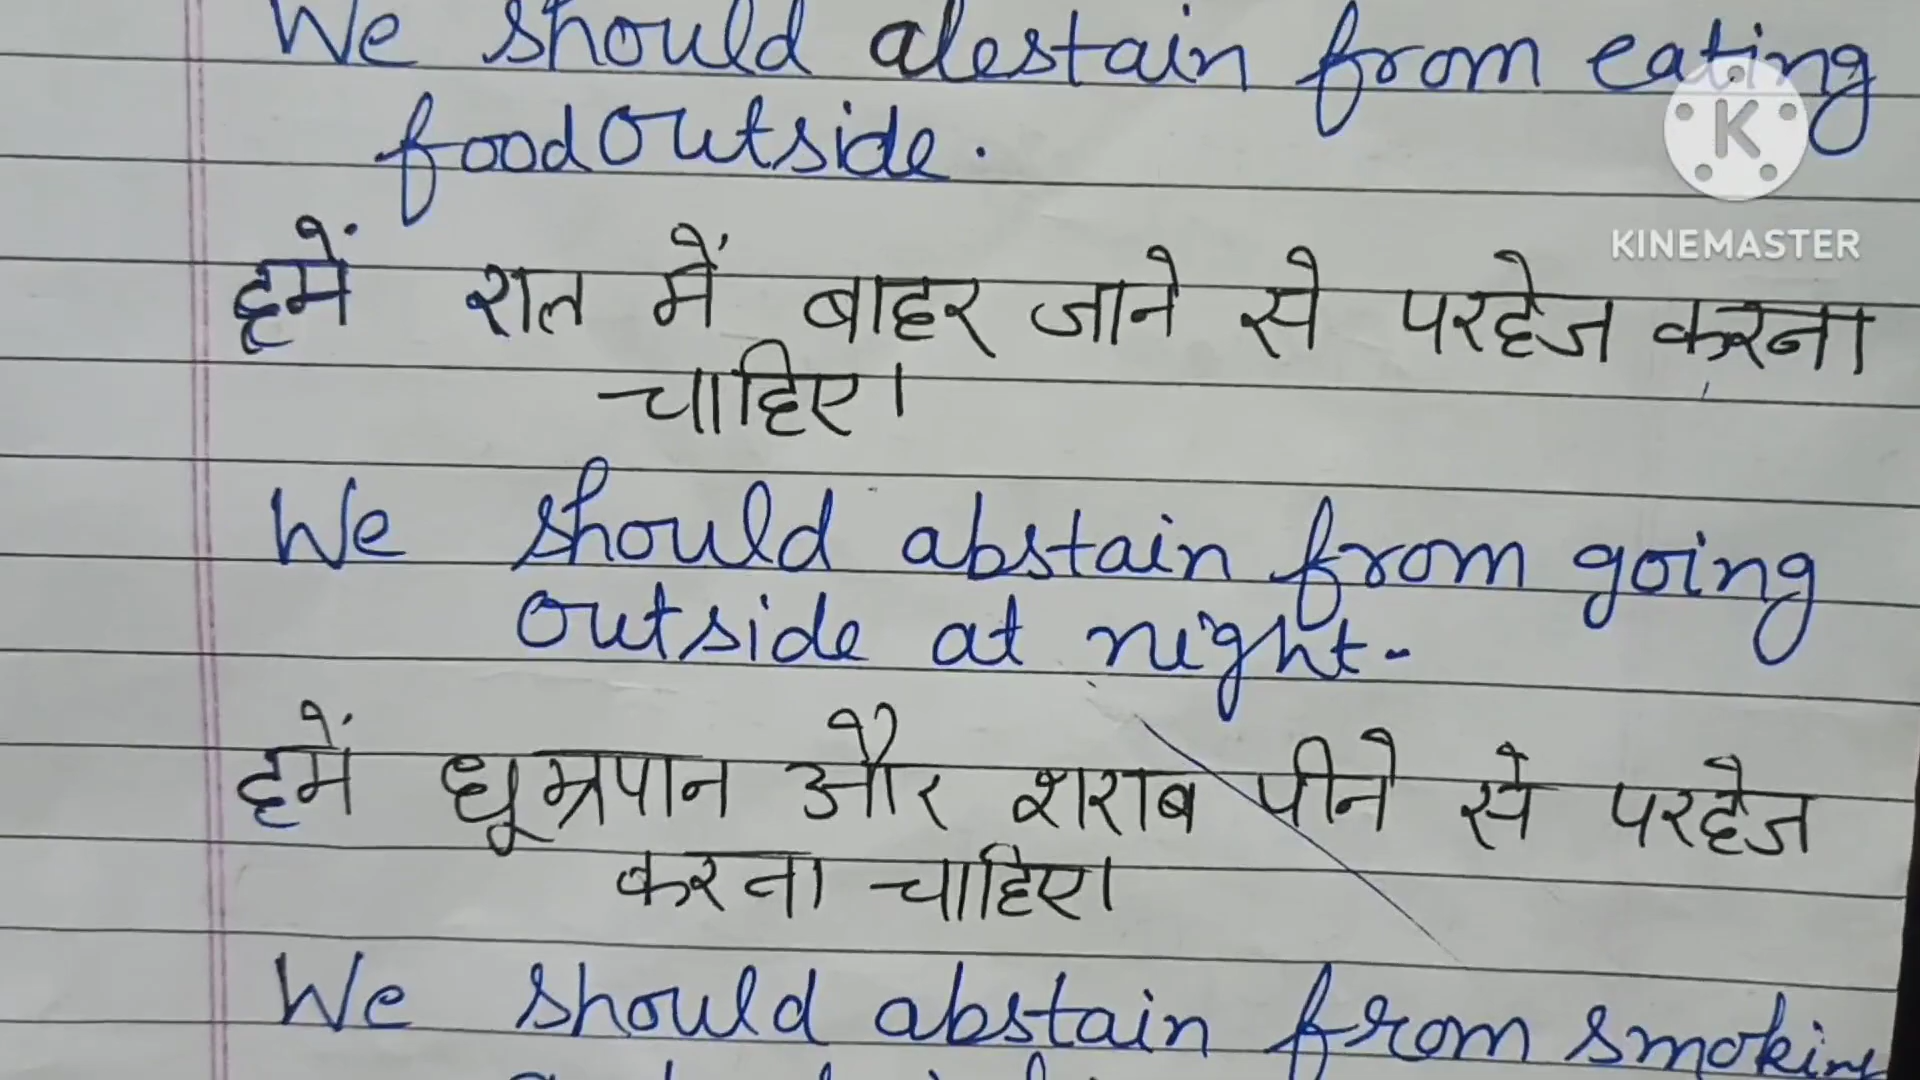 We should alestain from eating
food outside.
K
KINEMASTER
हमें रात में बाहर जाने से परहेज करना
चाहिए।
We should abstain from going
outside at night.
हमें धूम्रपान और शराब पीने से परहेज
करना चाहिए।
We should abstain from smoking